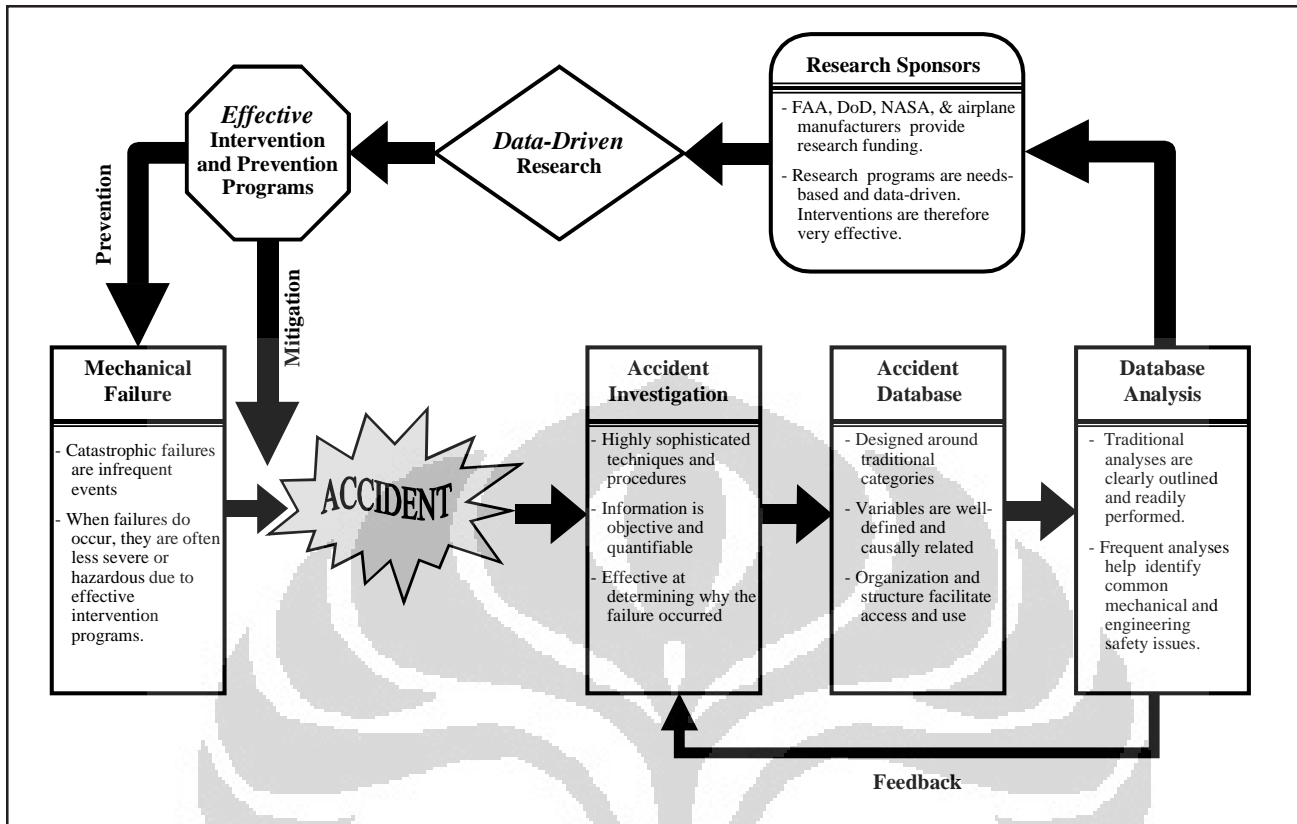 Research Sponsors
- FAA, DoD, NASA, & airplane
manufacturers provide
research funding.
- Research programs are needs-
based and data-driven.
Interventions are therefore
very effective.
Data-Driven
Research
Effective
Intervention
and Prevention
Programs
Prevention
Mitigation
Mechanical
Failure
- Catastrophic failures
are infrequent
events
- When failures do
occur, they are often
less severe or
hazardous due to
effective
intervention
programs.
ACCIDENT
Accident
Investigation
- Highly sophisticated
techniques and
procedures
- Information is
objective and
quantifiable
- Effective at
determining why the
failure occurred
Accident
Database
- Designed around
traditional
categories
- Variables are well-
defined and
causally related
- Organization and
structure facilitate
access and use
Database
Analysis
- Traditional
analyses are
clearly outlined
and readily
performed.
- Frequent analyses
help identify
common
mechanical and
engineering
safety issues.
Feedback